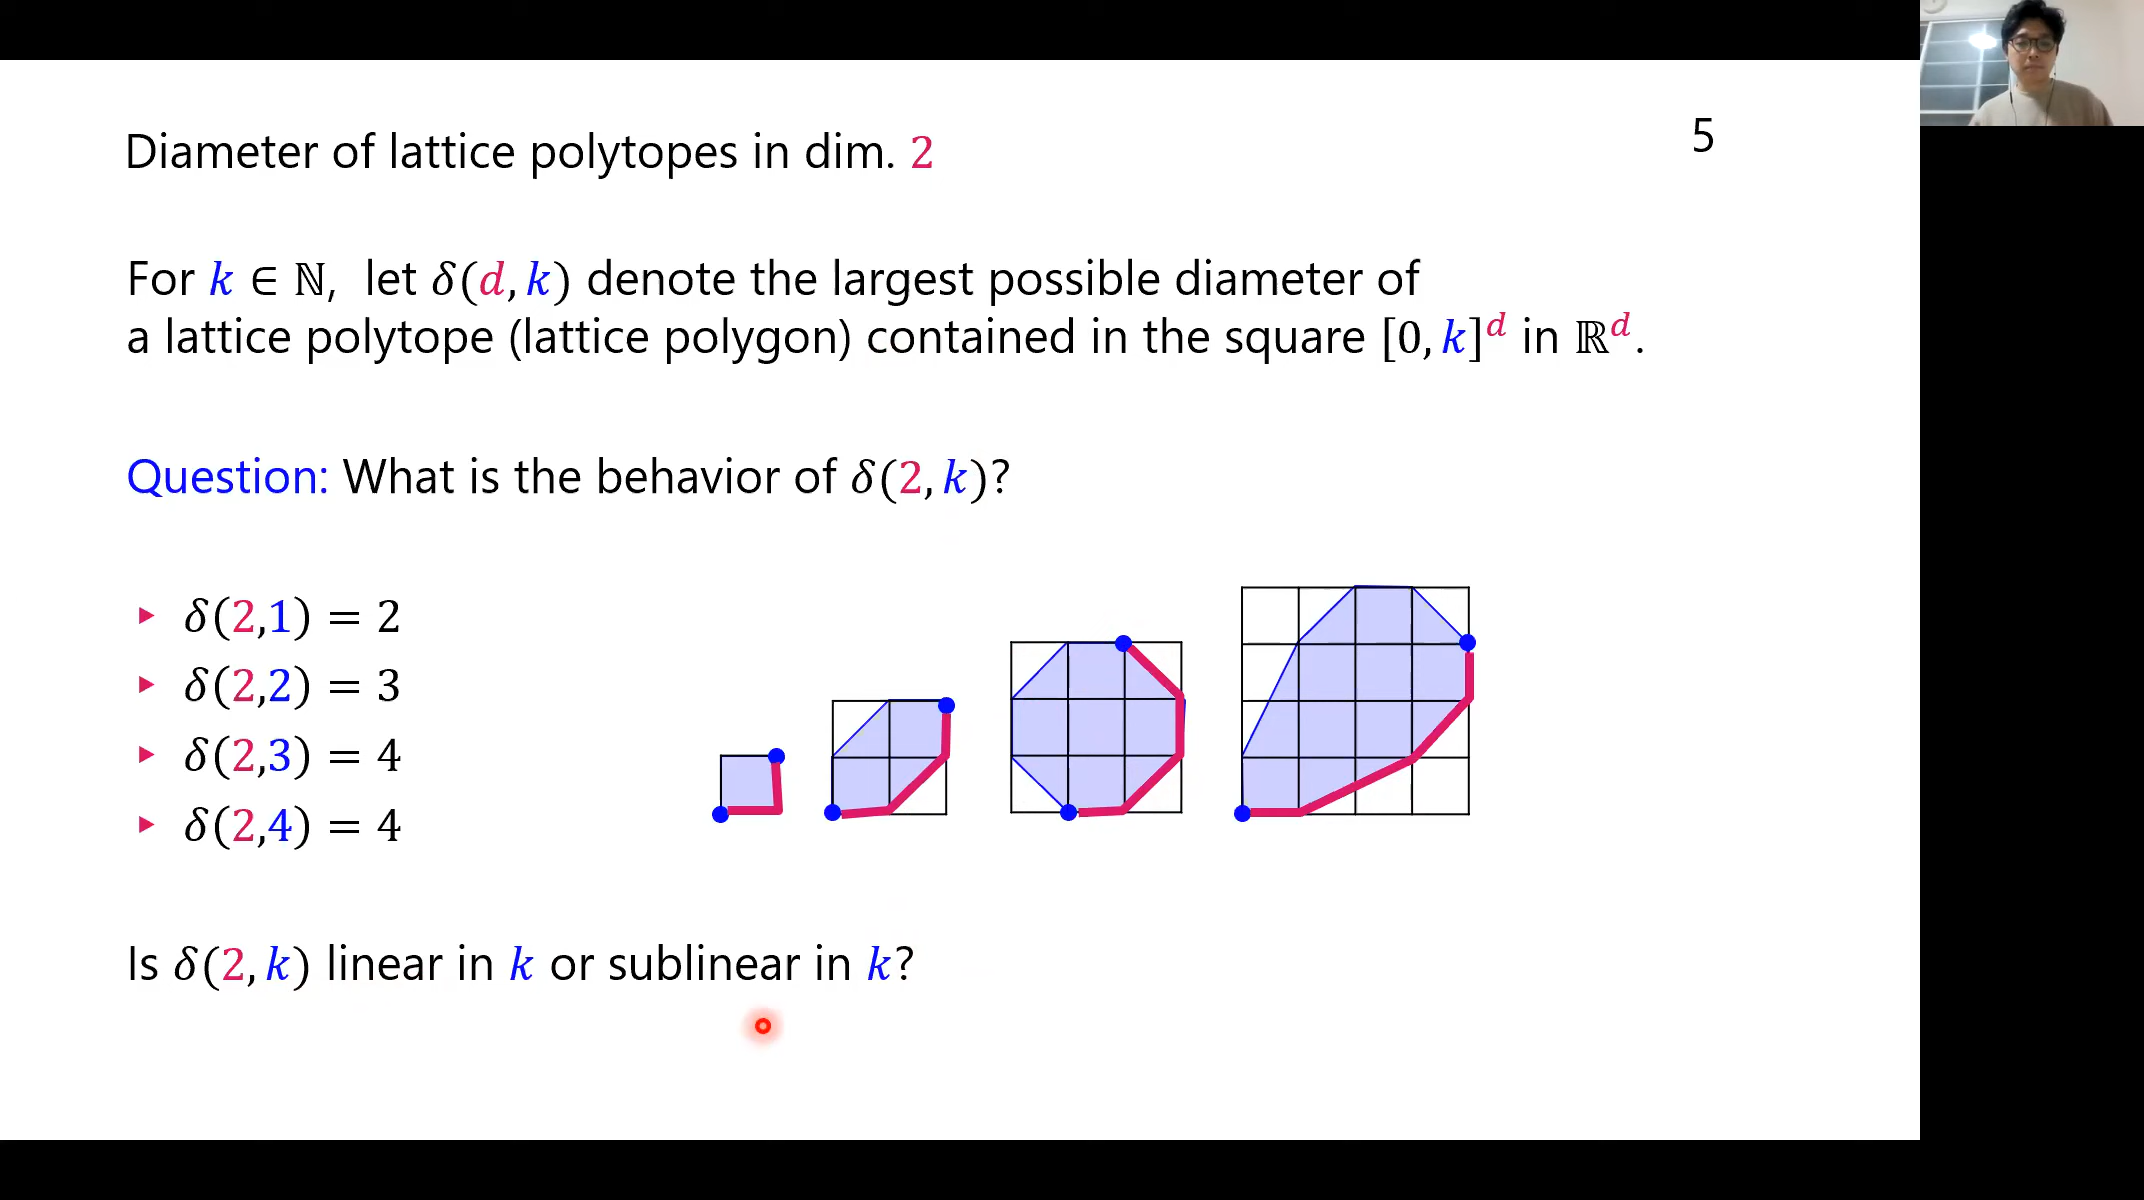 Diameter of lattice polytopes in dim. 2
5
For k ∈ ℕ, let δ(d, k) denote the largest possible diameter of
a lattice polytope (lattice polygon) contained in the square [0, k]ᵈ in ℝᵈ.
Question: What is the behavior of δ(2, k)?
▸ δ(2,1) = 2
▸ δ(2,2) = 3
▸ δ(2,3) = 4
▸ δ(2,4) = 4
Is δ(2, k) linear in k or sublinear in k?